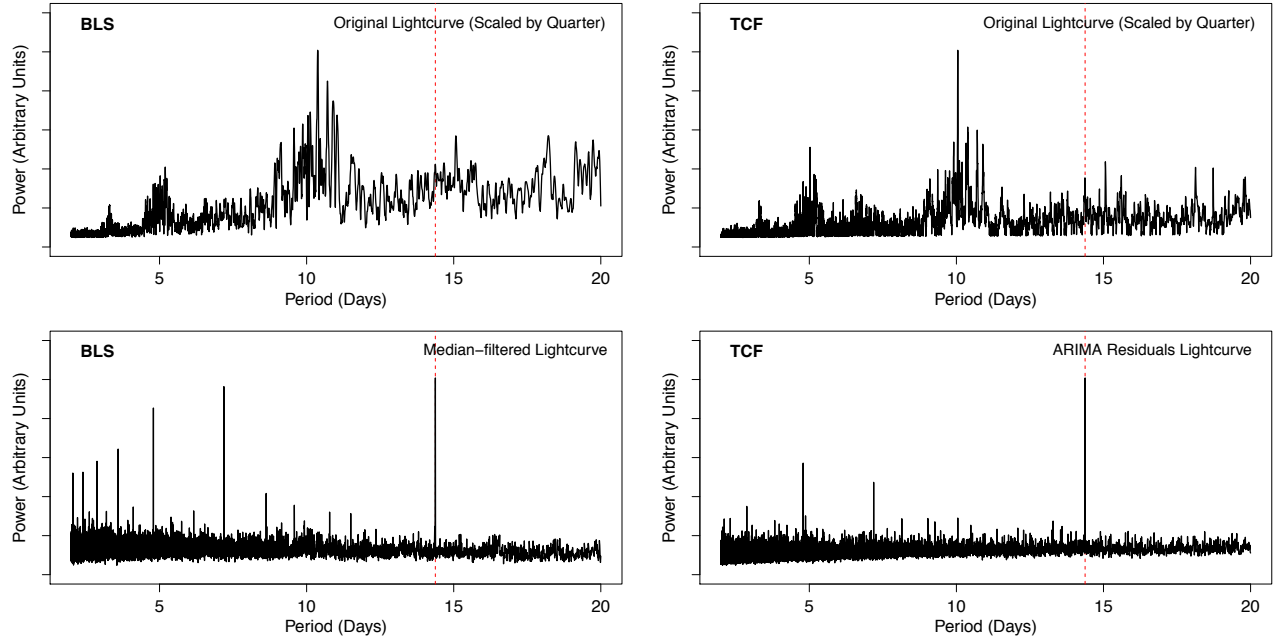 BLS
Original Lightcurve (Scaled by Quarter)
Power (Arbitrary Units)
5 10 15 20
Period (Days)
TCF
Original Lightcurve (Scaled by Quarter)
Power (Arbitrary Units)
5 10 15 20
Period (Days)
BLS
Median−filtered Lightcurve
Power (Arbitrary Units)
5 10 15 20
Period (Days)
TCF
ARIMA Residuals Lightcurve
Power (Arbitrary Units)
5 10 15 20
Period (Days)